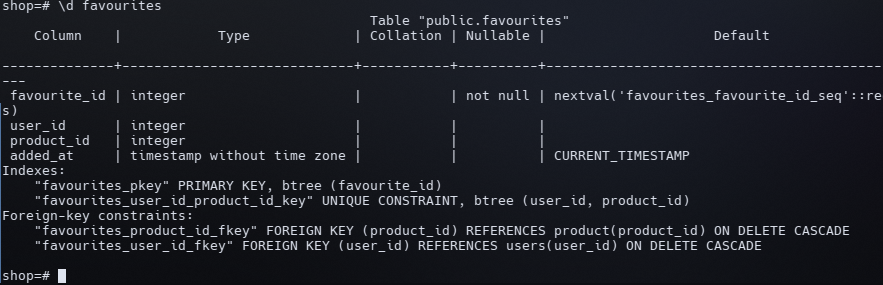 shop=# \d favourites
                                               Table "public.favourites"
    Column    |            Type             | Collation | Nullable |                     Default
--------------+-----------------------------+-----------+----------+------------------------------------------
---
 favourite_id | integer                     |           | not null | nextval('favourites_favourite_id_seq'::re
s)
 user_id      | integer                     |           |          |
 product_id   | integer                     |           |          |
 added_at     | timestamp without time zone |           |          | CURRENT_TIMESTAMP
Indexes:
    "favourites_pkey" PRIMARY KEY, btree (favourite_id)
    "favourites_user_id_product_id_key" UNIQUE CONSTRAINT, btree (user_id, product_id)
Foreign-key constraints:
    "favourites_product_id_fkey" FOREIGN KEY (product_id) REFERENCES product(product_id) ON DELETE CASCADE
    "favourites_user_id_fkey" FOREIGN KEY (user_id) REFERENCES users(user_id) ON DELETE CASCADE
shop=#